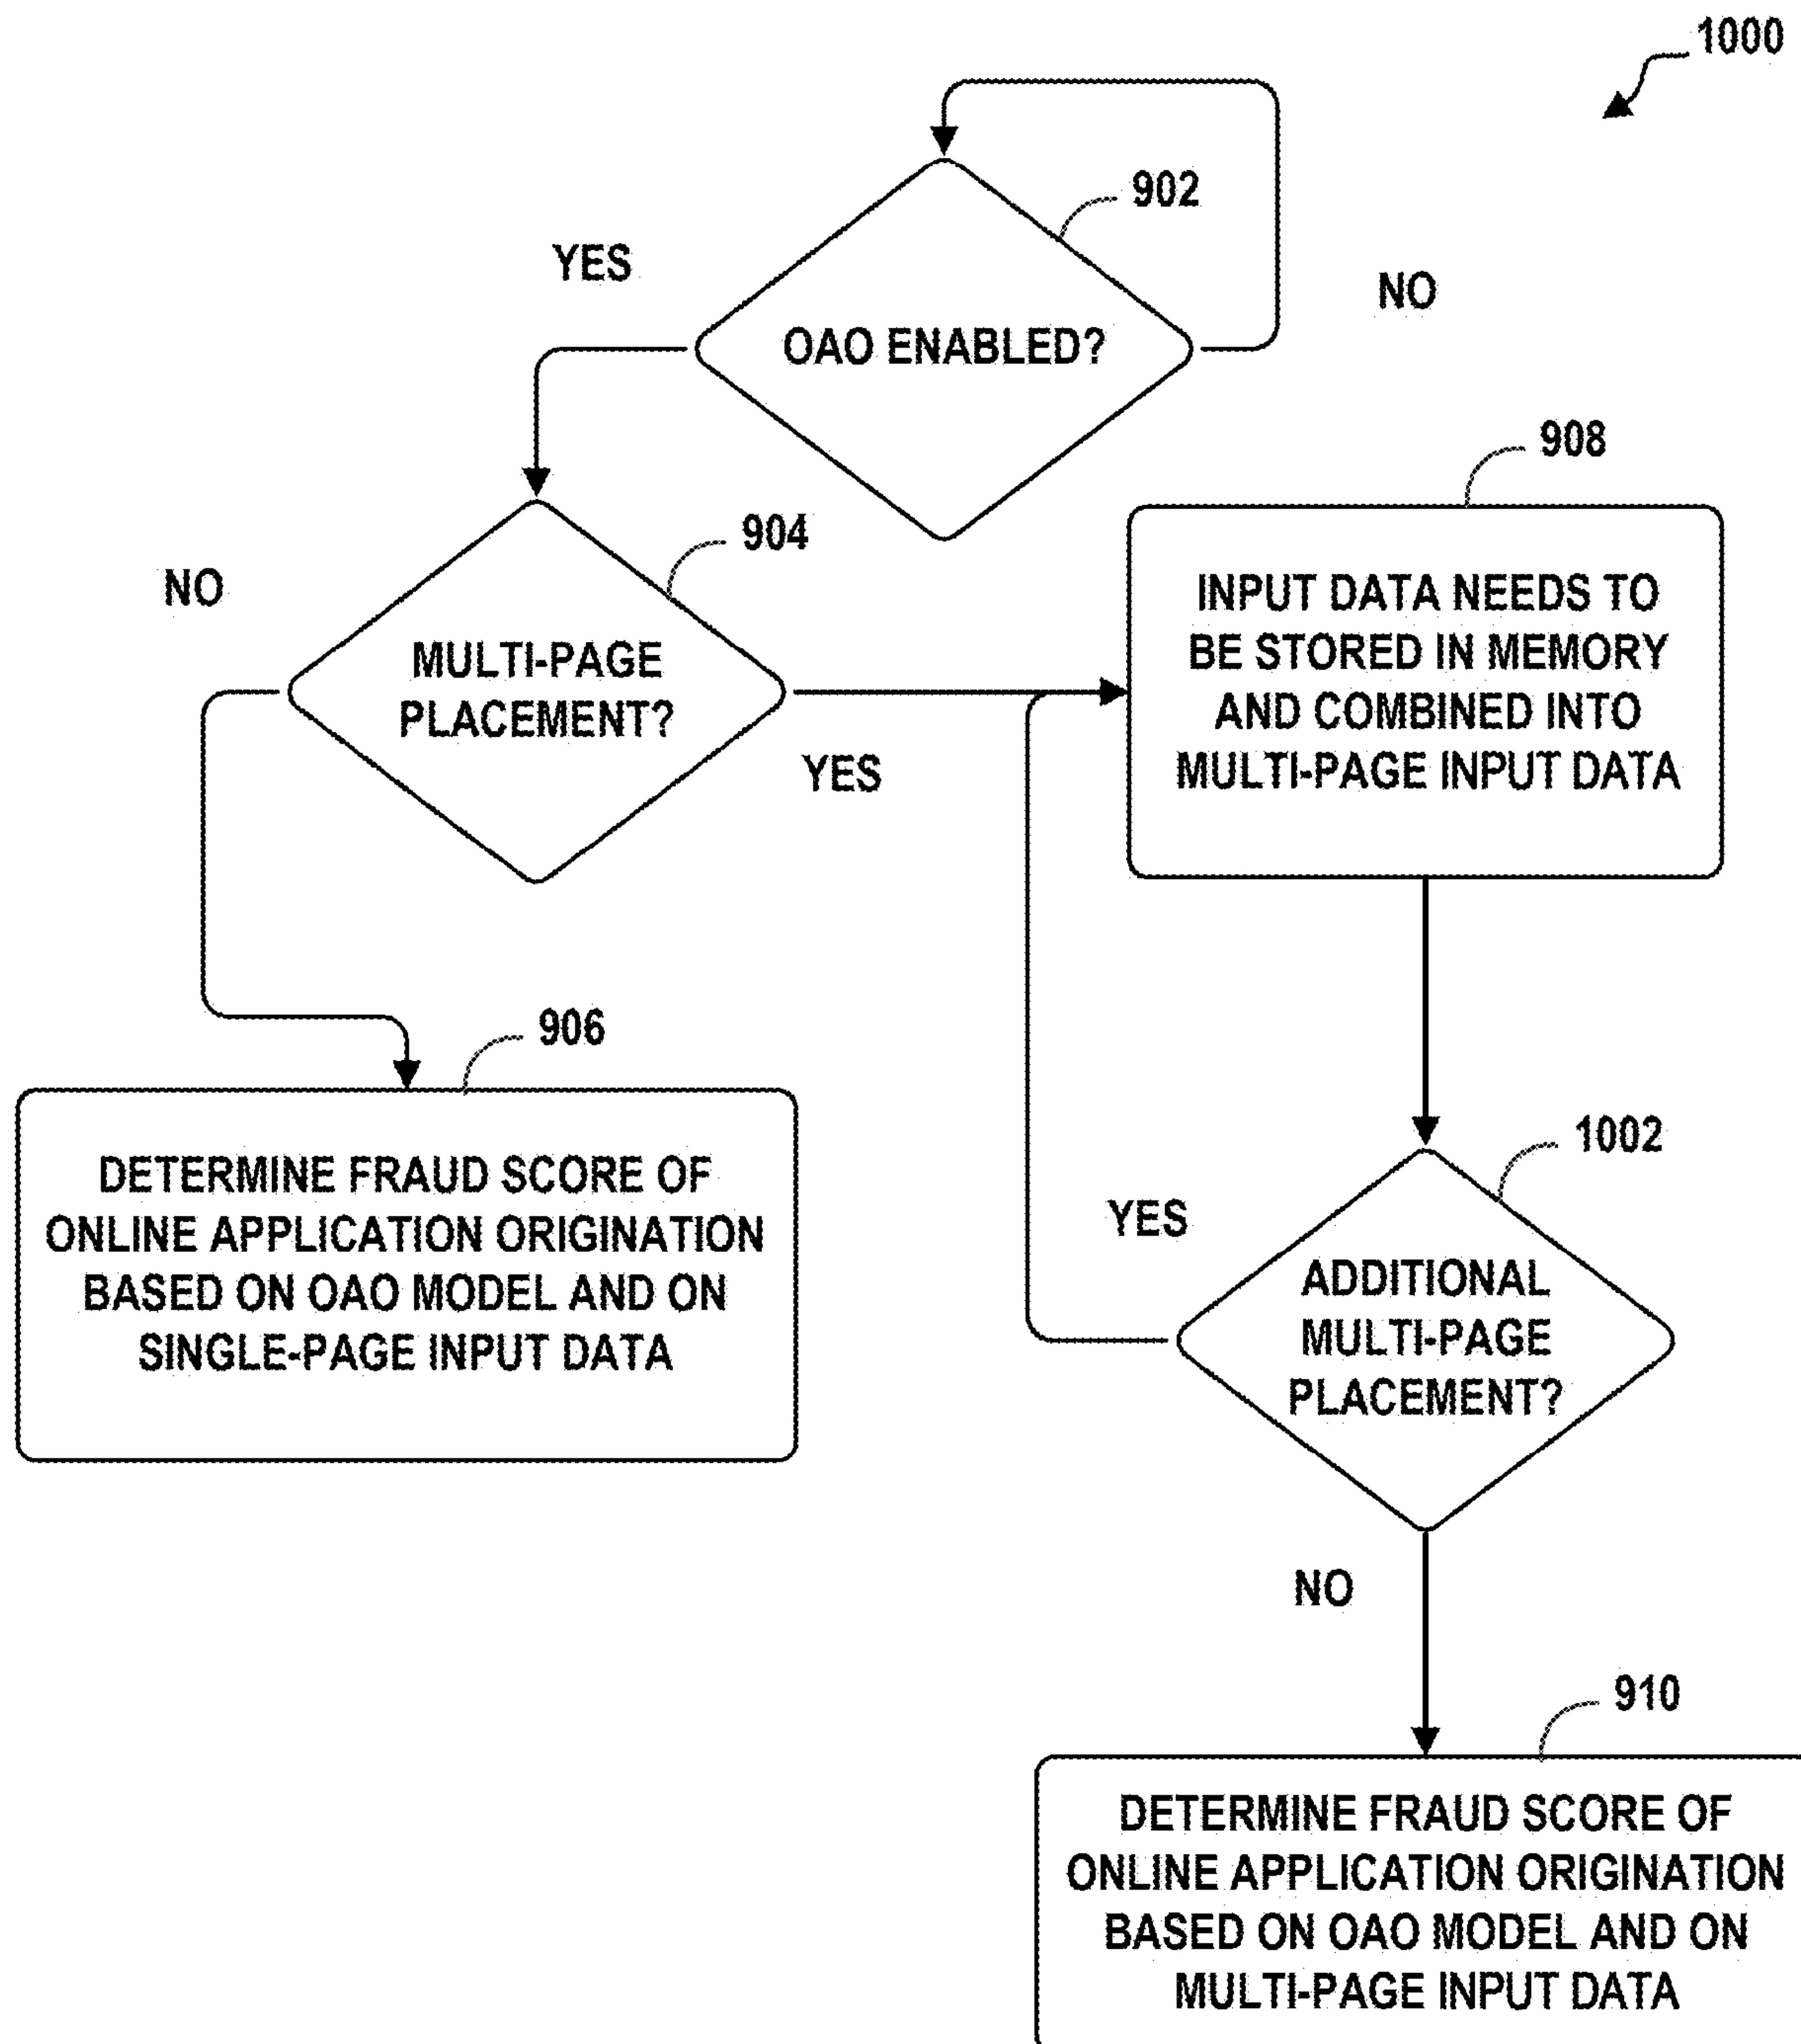 1000
902
YES
NO
OAO ENABLED?
908
904
NO
INPUT DATA NEEDS TO
BE STORED IN MEMORY
AND COMBINED INTO
MULTI-PAGE INPUT DATA
MULTI-PAGE
PLACEMENT?
YES
906
DETERMINE FRAUD SCORE OF
ONLINE APPLICATION ORIGINATION
BASED ON OAO MODEL AND ON
SINGLE-PAGE INPUT DATA
1002
YES
ADDITIONAL
MULTI-PAGE
PLACEMENT?
NO
910
DETERMINE FRAUD SCORE OF
ONLINE APPLICATION ORIGINATION
BASED ON OAO MODEL AND ON
MULTI-PAGE INPUT DATA